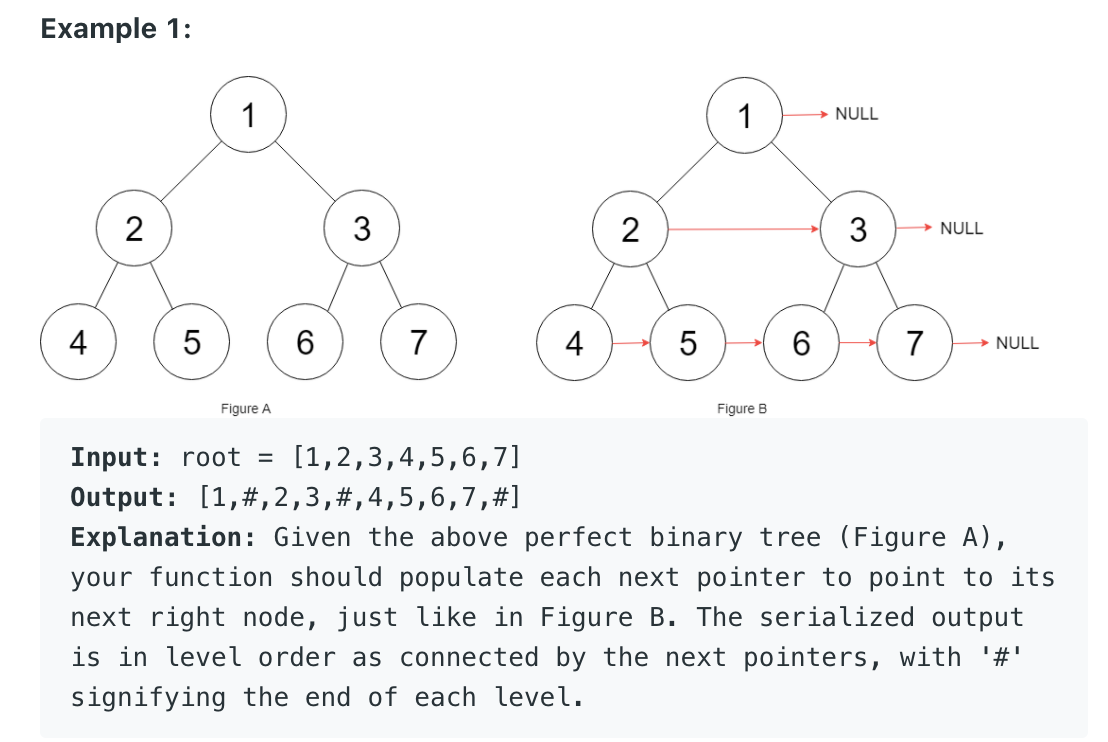 Example 1:
1
2 3
4 5 6 7
Figure A
1 NULL
2 3 NULL
4 5 6 7 NULL
Figure B
Input: root = [1,2,3,4,5,6,7]
Output: [1,#,2,3,#,4,5,6,7,#]
Explanation: Given the above perfect binary tree (Figure A),
your function should populate each next pointer to point to its
next right node, just like in Figure B. The serialized output
is in level order as connected by the next pointers, with '#'
signifying the end of each level.